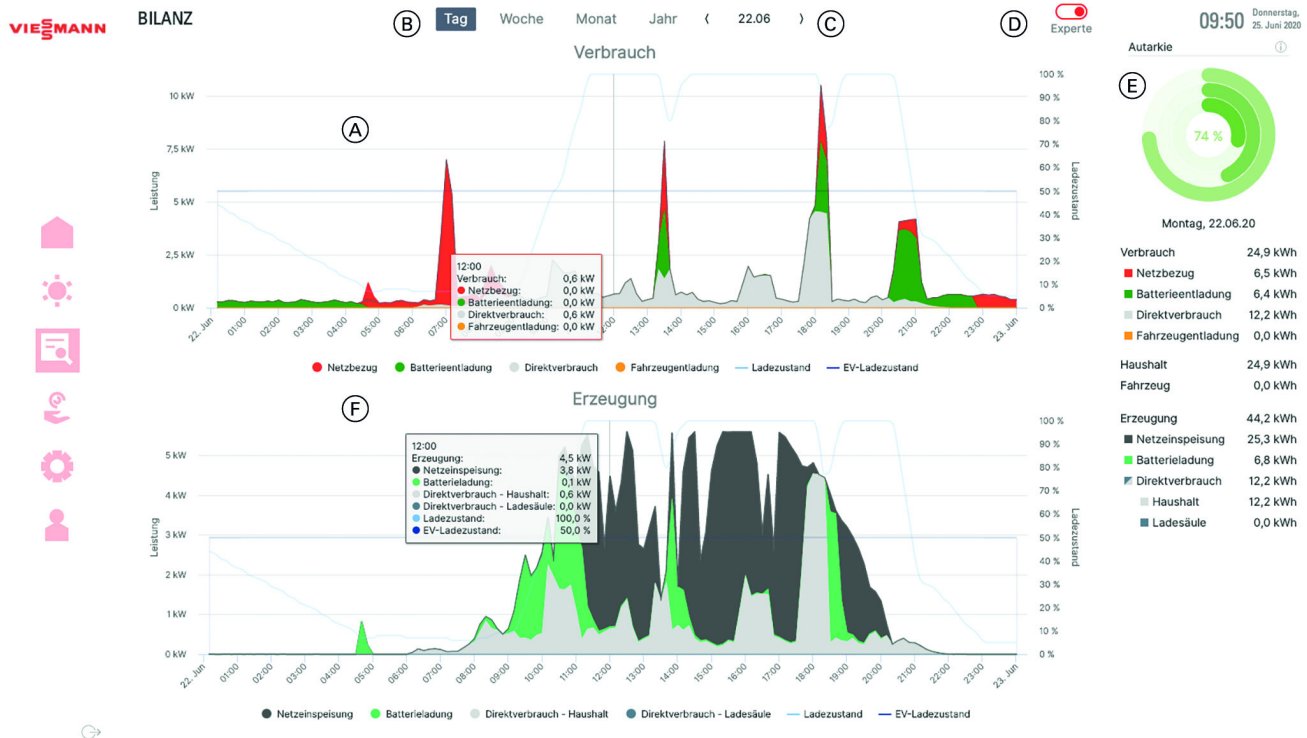 VIESMANN
BILANZ
B
Tag
Woche
Monat
Jahr
22.06
C
D
Experte
09:50
Donnerstag,
25. Juni 2020
Verbrauch
A
Leistung
10 kW
7,5 kW
5 kW
2,5 kW
0 kW
100 %
90 %
80 %
70 %
60 %
50 %
40 %
30 %
20 %
10 %
0 %
Ladezustand
12:00
Verbrauch: 0,6 kW
Netzbezug: 0,0 kW
Batterieentladung: 0,0 kW
Direktverbrauch: 0,6 kW
Fahrzeugentladung: 0,0 kW
22. Jun 01:00 02:00 03:00 04:00 05:00 06:00 07:00 13:00 14:00 15:00 16:00 17:00 18:00 19:00 20:00 21:00 22:00 23:00 23. Jun
Netzbezug Batterieentladung Direktverbrauch Fahrzeugentladung Ladezustand EV-Ladezustand
F
Erzeugung
Leistung
5 kW
4 kW
3 kW
2 kW
1 kW
0 kW
100 %
90 %
80 %
70 %
60 %
50 %
40 %
30 %
20 %
10 %
0 %
Ladezustand
12:00
Erzeugung: 4,5 kW
Netzeinspeisung: 3,8 kW
Batterieladung: 0,1 kW
Direktverbrauch - Haushalt: 0,6 kW
Direktverbrauch - Ladesäule: 0,0 kW
Ladezustand: 100,0 %
EV-Ladezustand: 50,0 %
22. Jun 01:00 02:00 03:00 04:00 05:00 06:00 07:00 08:00 09:00 10:00 11:00 12:00 13:00 14:00 15:00 16:00 17:00 18:00 19:00 20:00 21:00 22:00 23:00 23. Jun
Netzeinspeisung Batterieladung Direktverbrauch - Haushalt Direktverbrauch - Ladesäule Ladezustand EV-Ladezustand
Autarkie
E
74 %
Montag, 22.06.20
Verbrauch 24,9 kWh
Netzbezug 6,5 kWh
Batterieentladung 6,4 kWh
Direktverbrauch 12,2 kWh
Fahrzeugentladung 0,0 kWh
Haushalt 24,9 kWh
Fahrzeug 0,0 kWh
Erzeugung 44,2 kWh
Netzeinspeisung 25,3 kWh
Batterieladung 6,8 kWh
Direktverbrauch 12,2 kWh
Haushalt 12,2 kWh
Ladesäule 0,0 kWh